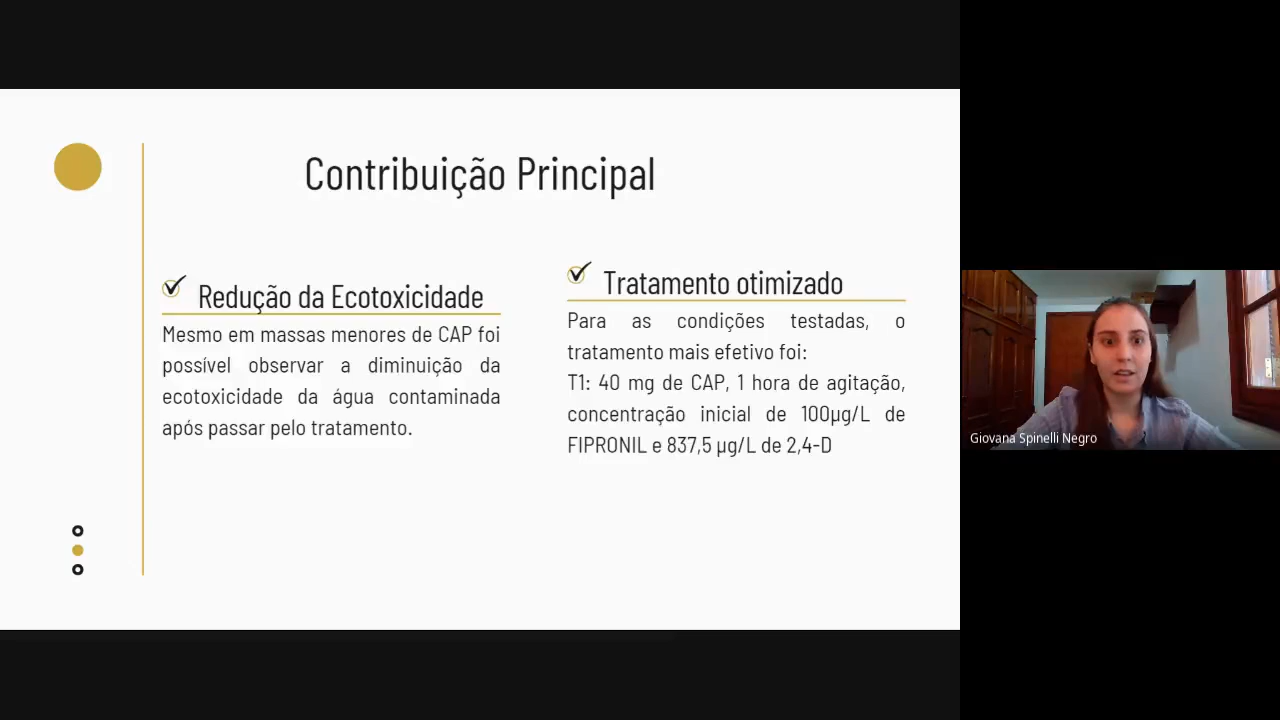 Contribuição Principal
Redução da Ecotoxicidade
Mesmo em massas menores de CAP foi
possível observar a diminuição da
ecotoxicidade da água contaminada
após passar pelo tratamento.
Tratamento otimizado
Para as condições testadas, o
tratamento mais efetivo foi:
T1: 40 mg de CAP, 1 hora de agitação,
concentração inicial de 100µg/L de
FIPRONIL e 837,5 µg/L de 2,4-D
Giovana Spinelli Negro